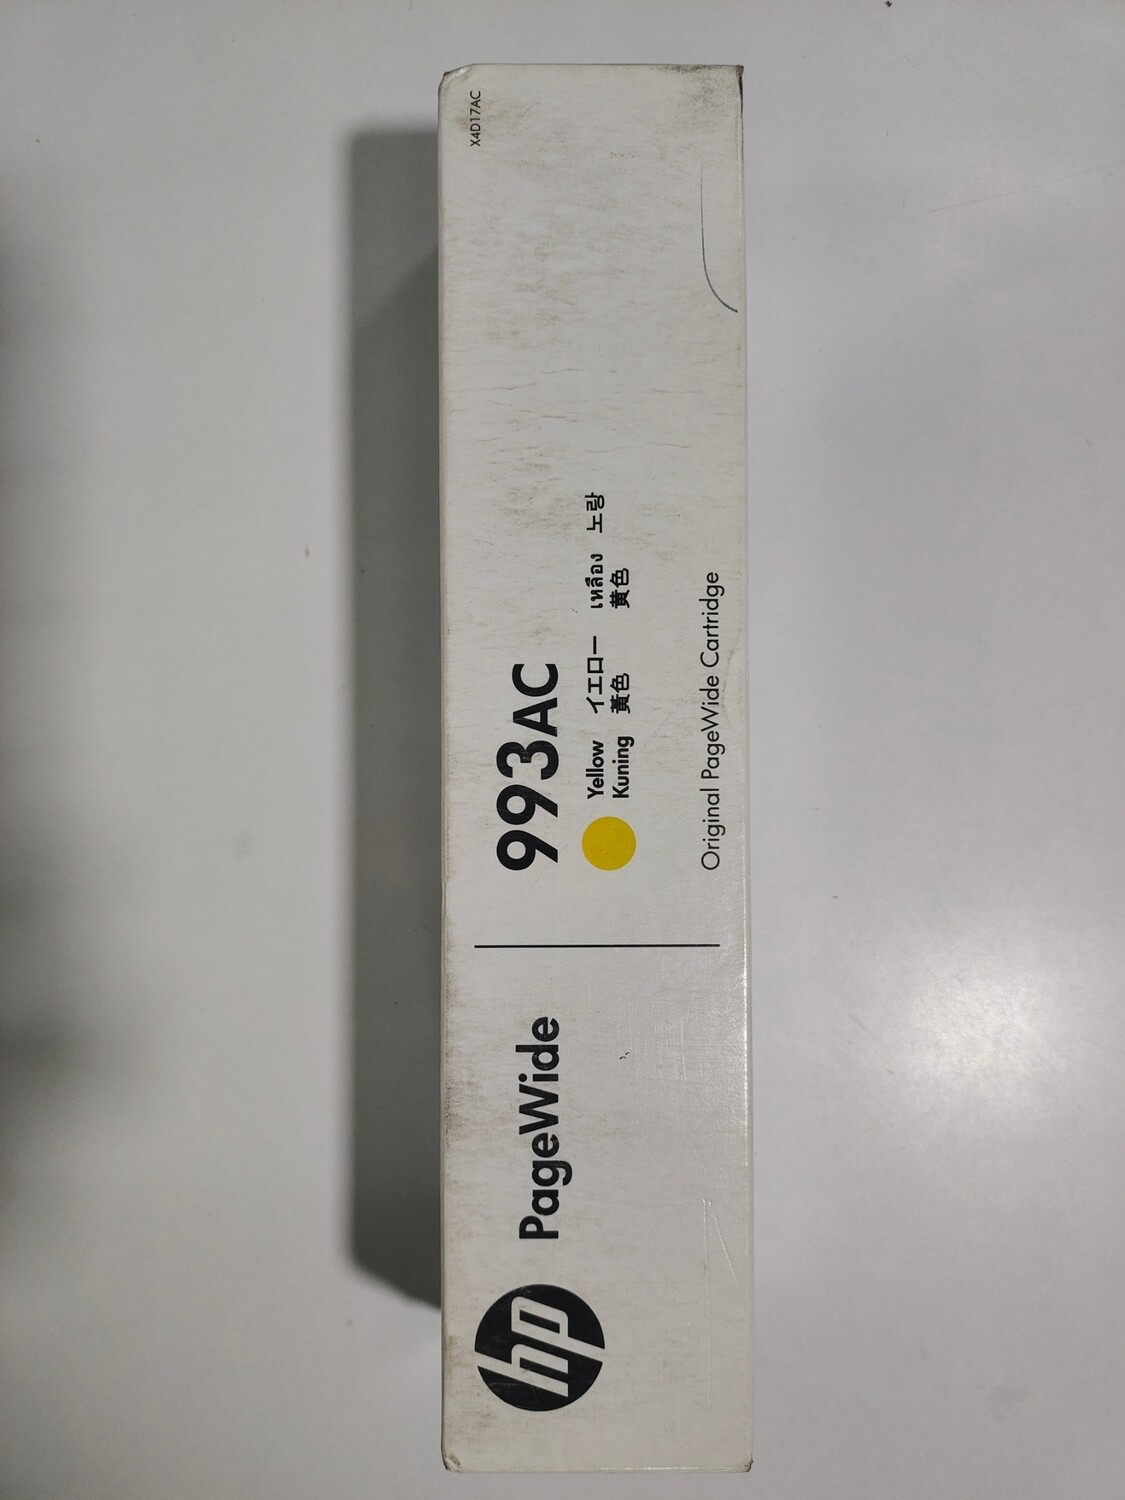 X4D17AC
hp PageWide
993AC
Yellow イエロー เหลือง 노랑
Kuning 黃色 黄色
Original PageWide Cartridge